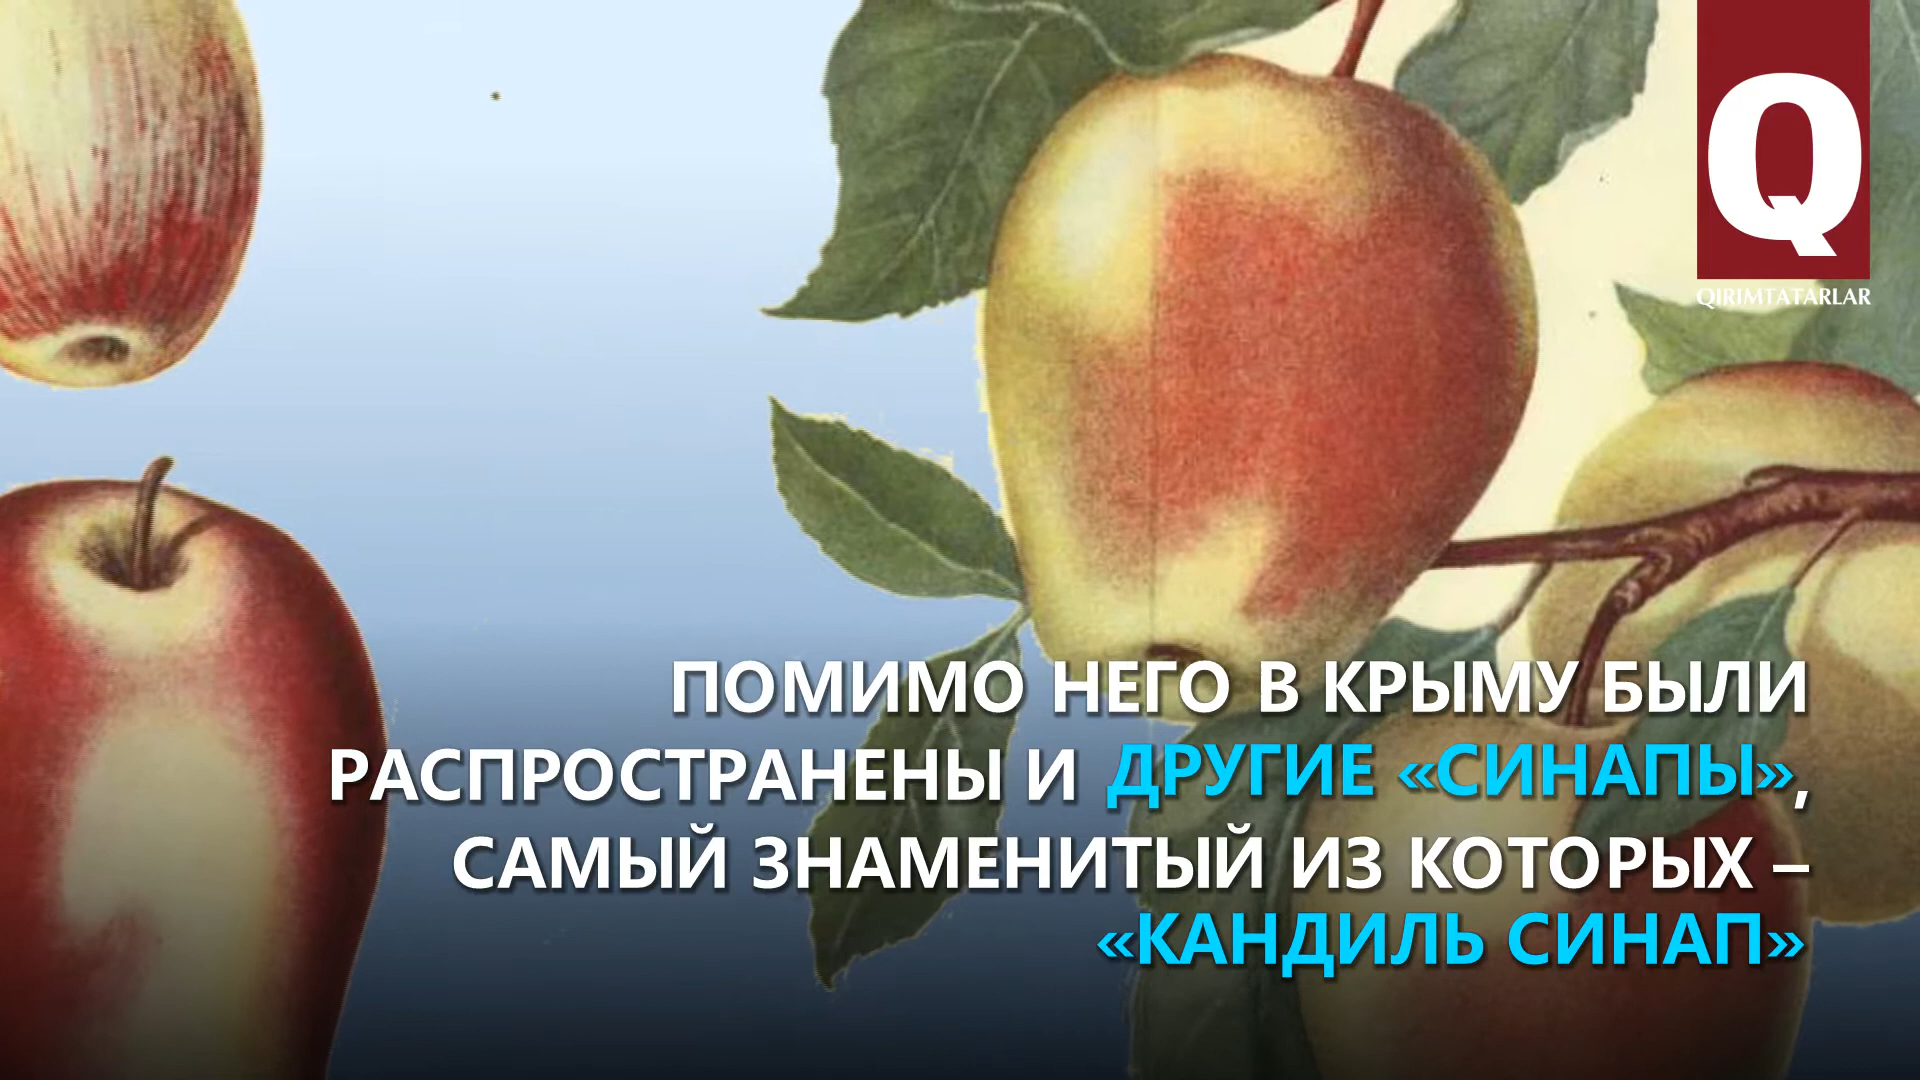 Q
QIRIMTATARLAR
ПОМИМО НЕГО В КРЫМУ БЫЛИ
РАСПРОСТРАНЕНЫ И ДРУГИЕ «СИНАПЫ»,
САМЫЙ ЗНАМЕНИТЫЙ ИЗ КОТОРЫХ –
«КАНДИЛЬ СИНАП»